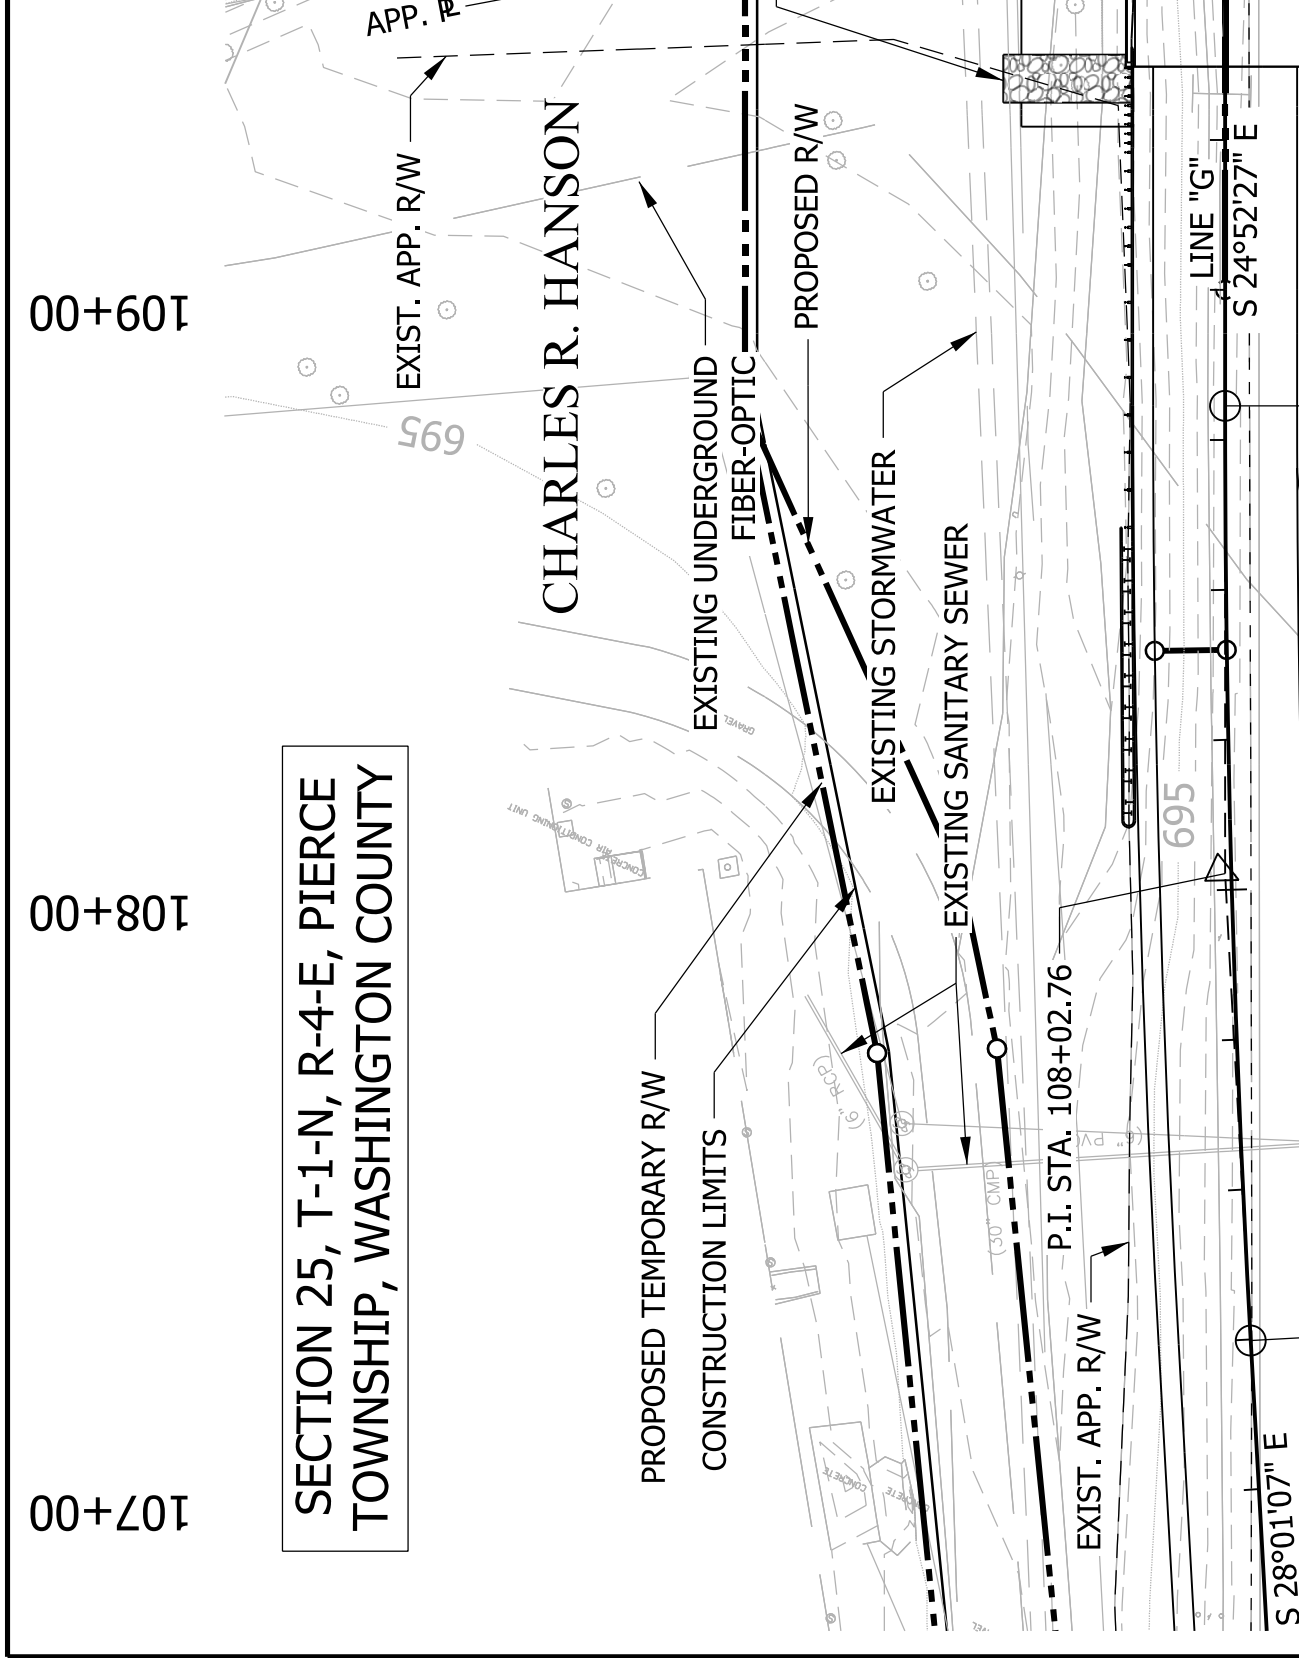 APP. PL
EXIST. APP. R/W
CHARLES R. HANSON
PROPOSED R/W
LINE "G"
S 24°52'27" E
109+00
695
EXISTING UNDERGROUND
FIBER-OPTIC
EXISTING STORMWATER
EXISTING SANITARY SEWER
GRAVEL
CONCRETE
AIR CONDITIONING UNIT
695
108+00
SECTION 25, T-1-N, R-4-E, PIERCE
TOWNSHIP, WASHINGTON COUNTY
PROPOSED TEMPORARY R/W
CONSTRUCTION LIMITS
(6" RCP)
(6" PVC)
(30" CMP)
P.I. STA. 108+02.76
EXIST. APP. R/W
CONCRETE
CONCRETE
107+00
S 28°01'07" E